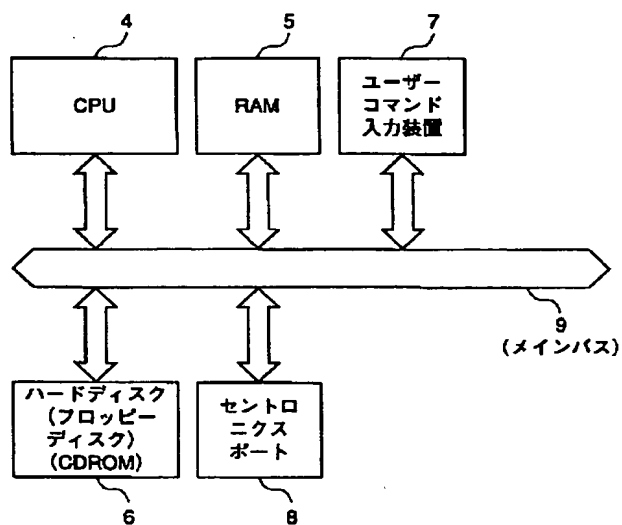 4
5
7
CPU
RAM
ユーザー
コマンド
入力装置
9
(メインバス)
ハードディスク
(フロッピー
ディスク)
(CDROM)
セントロ
ニクス
ポート
6
8